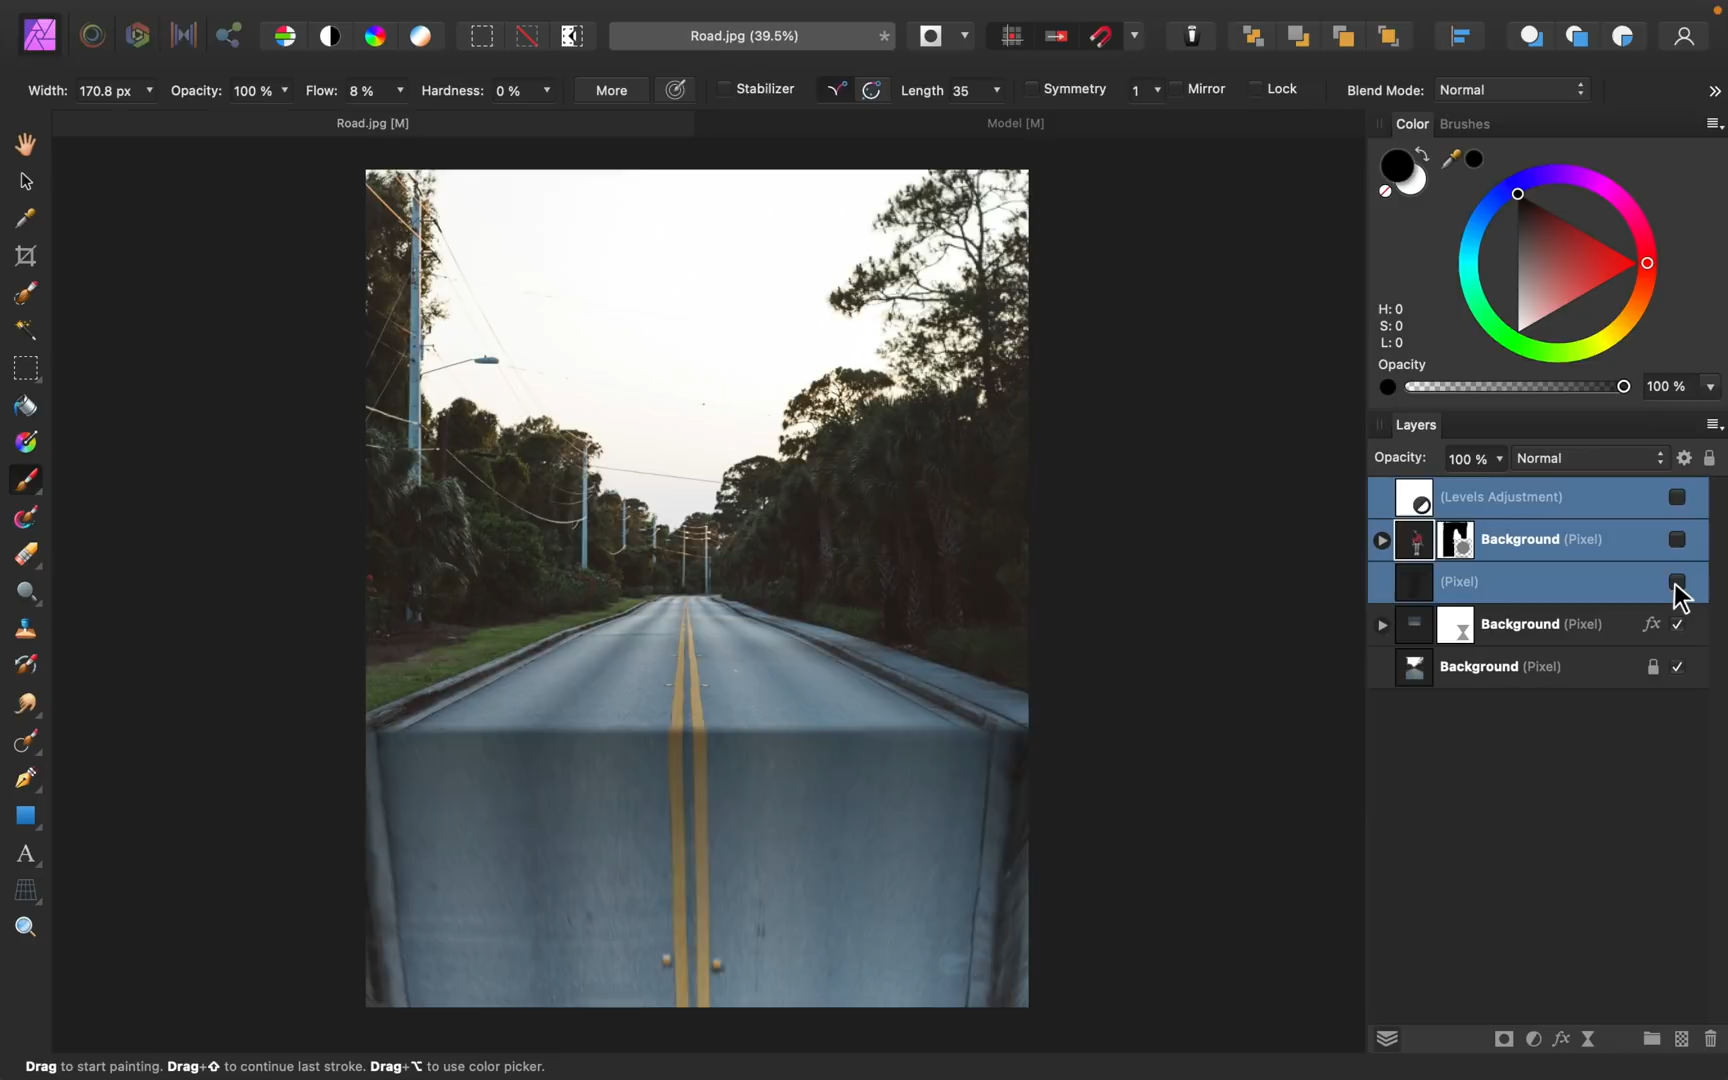 Road.jpg (39.5%)
*
Width: 170.8 px Opacity: 100 % Flow: 8 % Hardness: 0 % More Stabilizer Length 35 Symmetry 1 Mirror Lock Blend Mode: Normal
Road.jpg [M] Model [M]
Color Brushes
H: 0
S: 0
L: 0
Opacity
100 %
Layers
Opacity: 100 % Normal
(Levels Adjustment)
Background (Pixel)
(Pixel)
Background (Pixel) fx
Background (Pixel)
A
fx
Drag to start painting. Drag+⇧ to continue last stroke. Drag+⌥ to use color picker.